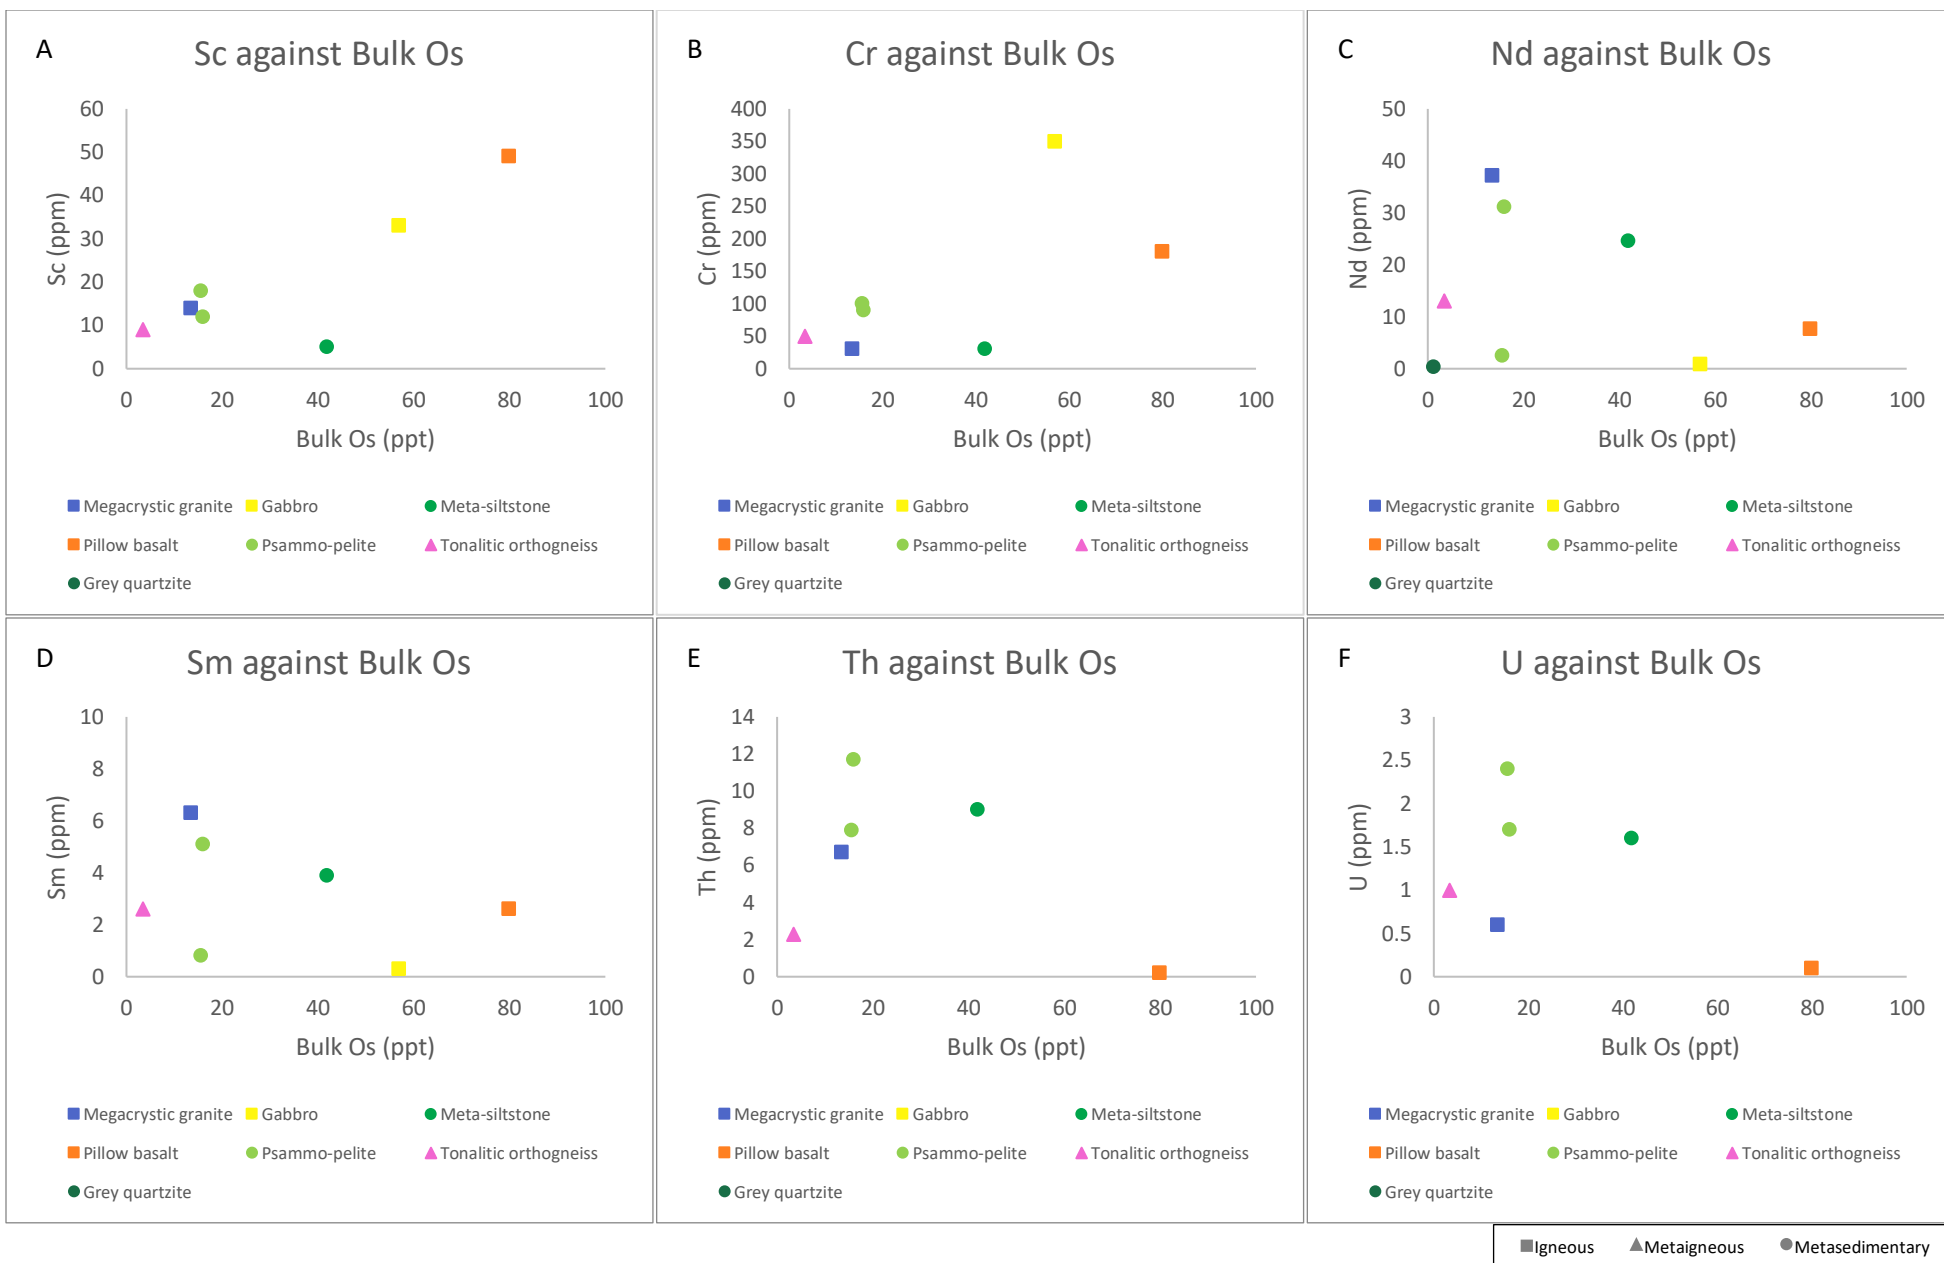 A
Sc against Bulk Os
60
50
40
30
20
10
0
Sc (ppm)
0 20 40 60 80 100
Bulk Os (ppt)
Megacrystic granite Gabbro Meta-siltstone
Pillow basalt Psammo-pelite Tonalitic orthogneiss
Grey quartzite
B
Cr against Bulk Os
400
350
300
250
200
150
100
50
0
Cr (ppm)
0 20 40 60 80 100
Bulk Os (ppt)
Megacrystic granite Gabbro Meta-siltstone
Pillow basalt Psammo-pelite Tonalitic orthogneiss
Grey quartzite
C
Nd against Bulk Os
50
40
30
20
10
0
Nd (ppm)
0 20 40 60 80 100
Bulk Os (ppt)
Megacrystic granite Gabbro Meta-siltstone
Pillow basalt Psammo-pelite Tonalitic orthogneiss
Grey quartzite
D
Sm against Bulk Os
10
8
6
4
2
0
Sm (ppm)
0 20 40 60 80 100
Bulk Os (ppt)
Megacrystic granite Gabbro Meta-siltstone
Pillow basalt Psammo-pelite Tonalitic orthogneiss
Grey quartzite
E
Th against Bulk Os
14
12
10
8
6
4
2
0
Th (ppm)
0 20 40 60 80 100
Bulk Os (ppt)
Megacrystic granite Gabbro Meta-siltstone
Pillow basalt Psammo-pelite Tonalitic orthogneiss
Grey quartzite
F
U against Bulk Os
3
2.5
2
1.5
1
0.5
0
U (ppm)
0 20 40 60 80 100
Bulk Os (ppt)
Megacrystic granite Gabbro Meta-siltstone
Pillow basalt Psammo-pelite Tonalitic orthogneiss
Grey quartzite
Igneous Metaigneous Metasedimentary